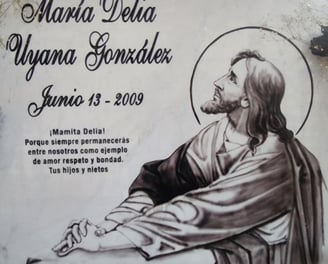 María Delia
Uyana González
Junio 13 - 2009
¡Mamita Delia!
Porque siempre permanecerás
entre nosotros como ejemplo
de amor respeto y bondad.
Tus hijos y nietos